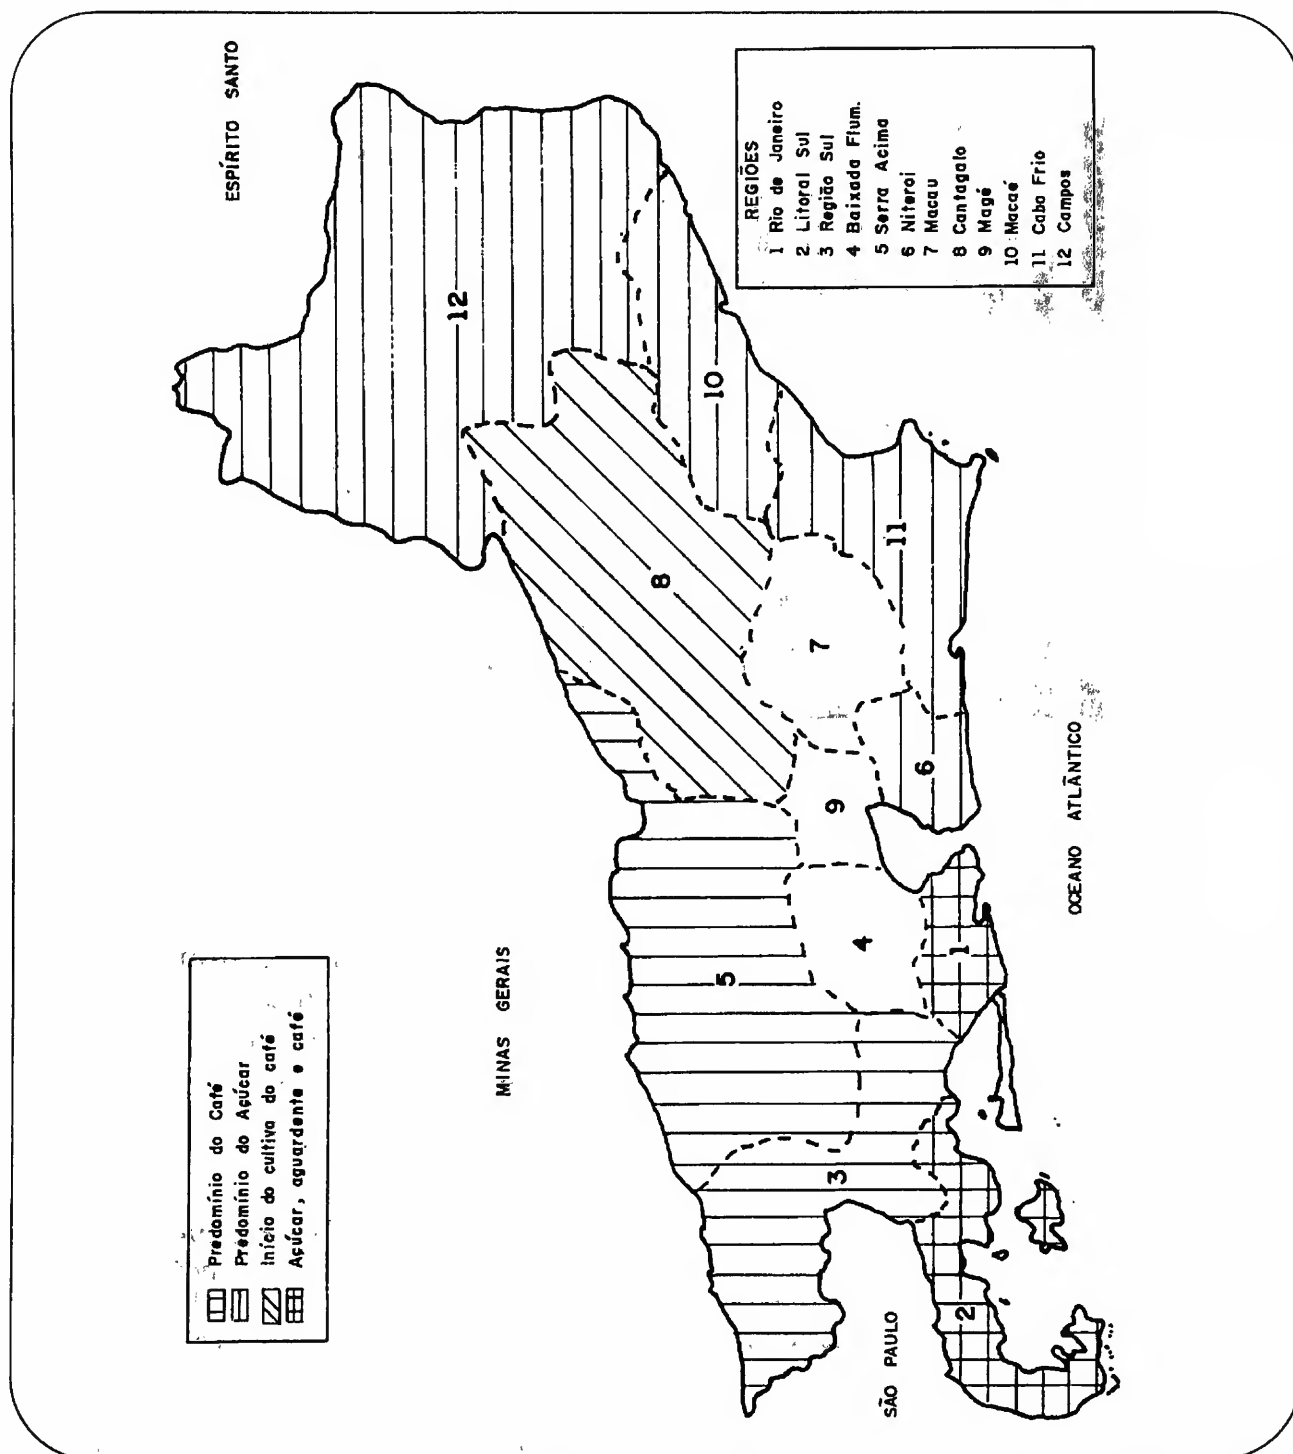 Predomínio do Café
Predomínio do Açúcar
Início do cultivo do café
Açúcar, aguardente e café
ESPÍRITO SANTO
MINAS GERAIS
SÃO PAULO
OCEANO ATLÂNTICO
12
10
8
11
7
6
9
5
4
1
3
2
REGIÕES
1 Rio de Janeiro
2 Litoral Sul
3 Região Sul
4 Baixada Flum.
5 Serra Acima
6 Niteroi
7 Macau
8 Cantagalo
9 Magé
10 Macaé
11 Cabo Frio
12 Campos